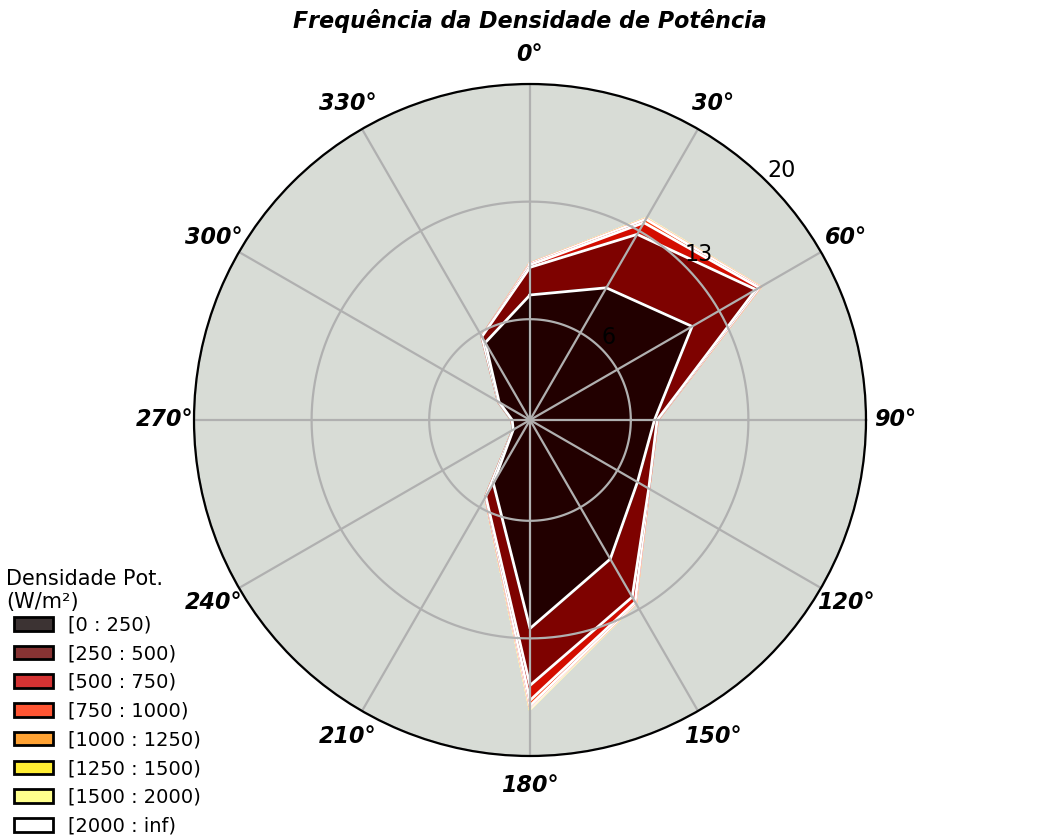 Frequência da Densidade de Potência
0°
330°
30°
20
300°
60°
13
6
270°
90°
240°
120°
210°
150°
180°
Densidade Pot.
(W/m²)
[0 : 250)
[250 : 500)
[500 : 750)
[750 : 1000)
[1000 : 1250)
[1250 : 1500)
[1500 : 2000)
[2000 : inf)